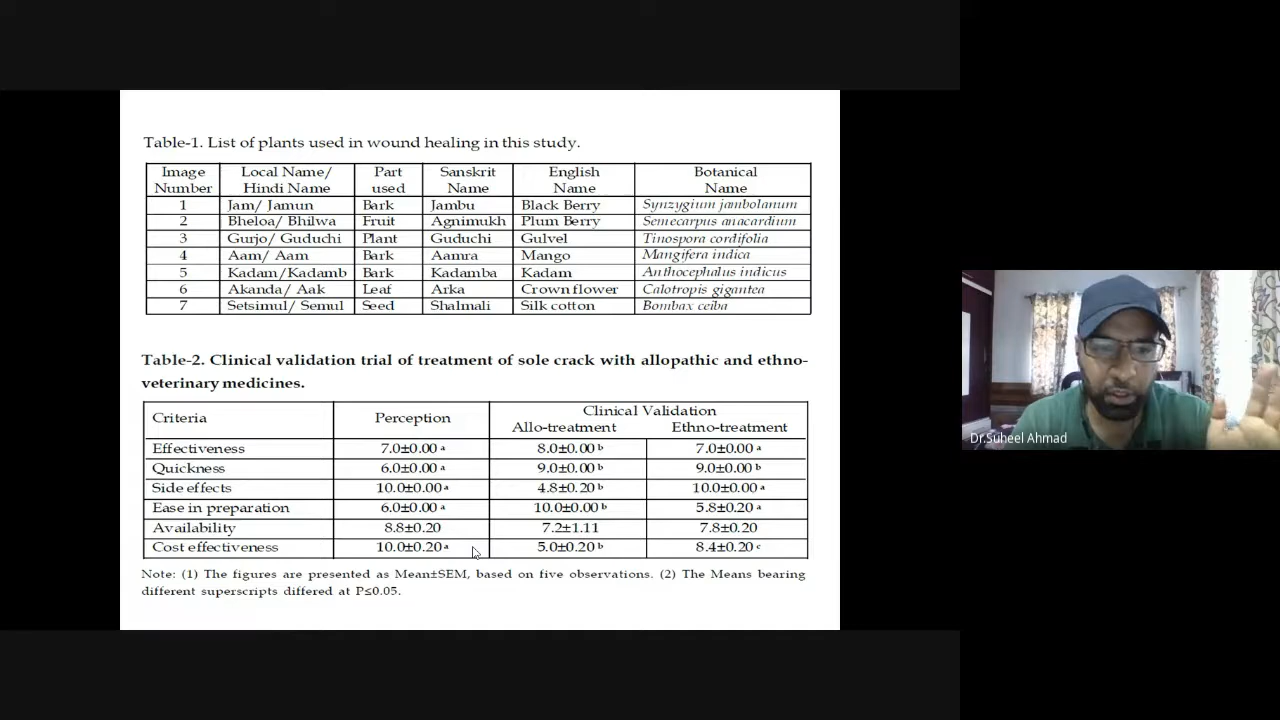 Table-1. List of plants used in wound healing in this study.
Image Number | Local Name/ Hindi Name | Part used | Sanskrit Name | English Name | Botanical Name
1 | Jam/ Jamun | Bark | Jambu | Black Berry | Synzygium jambolanum
2 | Bheloa/ Bhilwa | Fruit | Agnimukh | Plum Berry | Semecarpus anacardium
3 | Gurjo/ Guduchi | Plant | Guduchi | Gulvel | Tinospora cordifolia
4 | Aam/ Aam | Bark | Aamra | Mango | Mangifera indica
5 | Kadam/Kadamb | Bark | Kadamba | Kadam | Anthocephalus indicus
6 | Akanda/ Aak | Leaf | Arka | Crown flower | Calotropis gigantea
7 | Setsimul/ Semul | Seed | Shalmali | Silk cotton | Bombax ceiba
Table-2. Clinical validation trial of treatment of sole crack with allopathic and ethno-
veterinary medicines.
Criteria | Perception | Clinical Validation
Allo-treatment | Ethno-treatment
Effectiveness | 7.0±0.00 a | 8.0±0.00 b | 7.0±0.00 a
Quickness | 6.0±0.00 a | 9.0±0.00 b | 9.0±0.00 b
Side effects | 10.0±0.00 a | 4.8±0.20 b | 10.0±0.00 a
Ease in preparation | 6.0±0.00 a | 10.0±0.00 b | 5.8±0.20 a
Availability | 8.8±0.20 | 7.2±1.11 | 7.8±0.20
Cost effectiveness | 10.0±0.20 a | 5.0±0.20 b | 8.4±0.20 c
Note: (1) The figures are presented as Mean±SEM, based on five observations. (2) The Means bearing
different superscripts differed at P≤0.05.
Dr.Suheel Ahmad